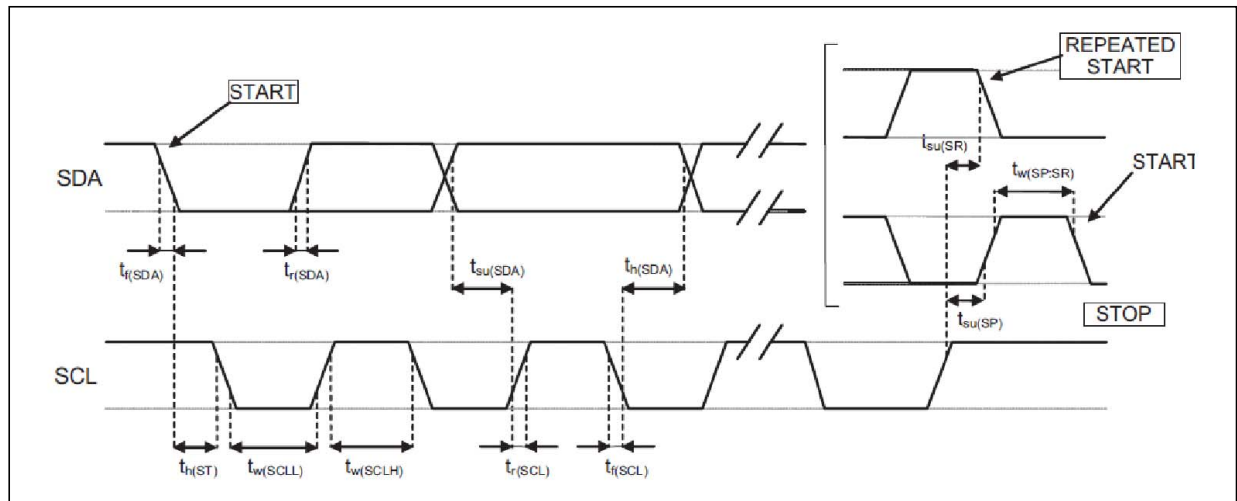 REPEATED
START
START
t_su(SR)
START
SDA
t_w(SP:SR)
t_f(SDA)
t_r(SDA)
t_su(SDA)
t_h(SDA)
t_su(SP)
STOP
SCL
t_h(ST)
t_w(SCLL)
t_w(SCLH)
t_r(SCL)
t_f(SCL)